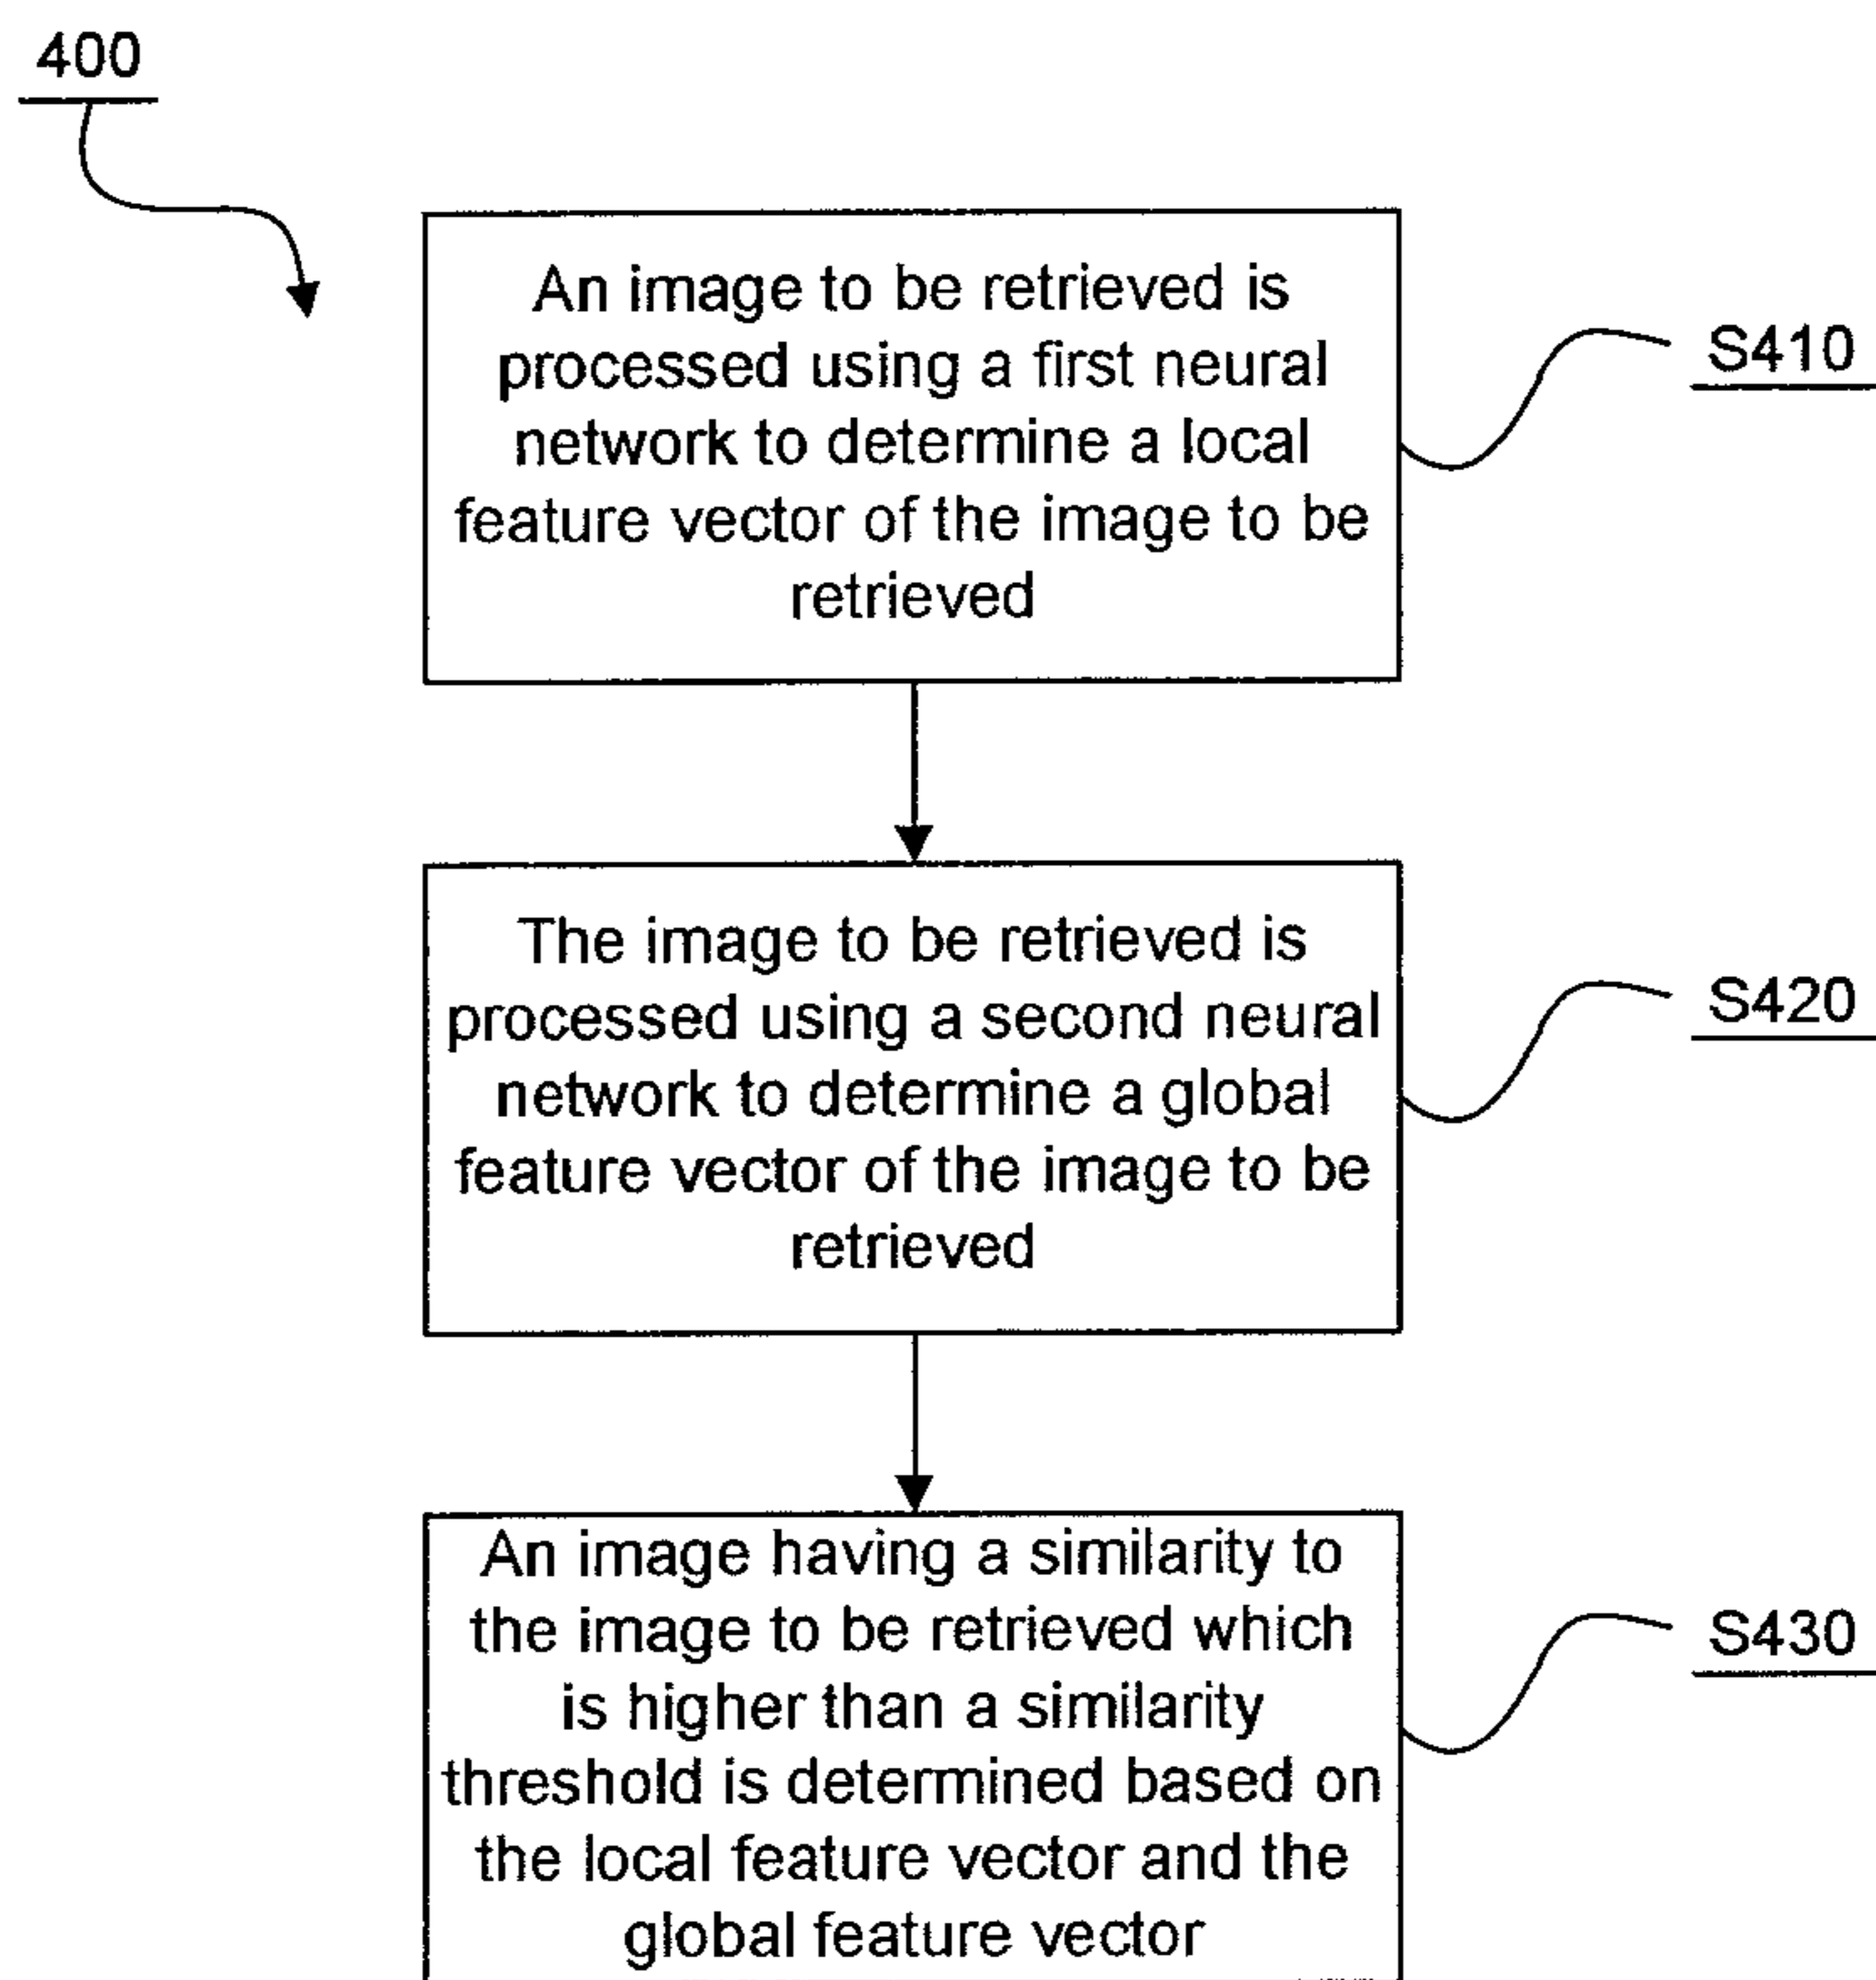 400
An image to be retrieved is
processed using a first neural
network to determine a local
feature vector of the image to be
retrieved
S410
The image to be retrieved is
processed using a second neural
network to determine a global
feature vector of the image to be
retrieved
S420
An image having a similarity to
the image to be retrieved which
is higher than a similarity
threshold is determined based on
the local feature vector and the
global feature vector
S430